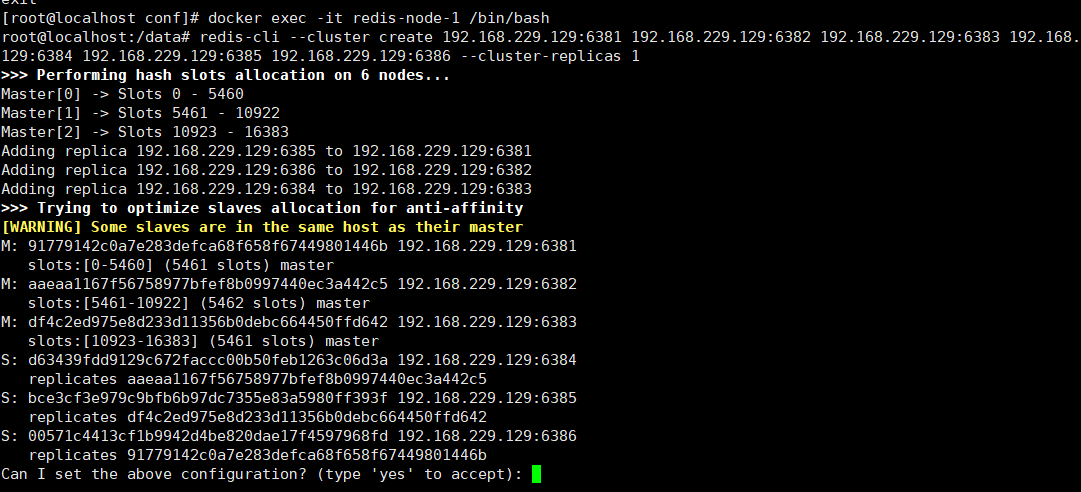 exit
[root@localhost conf]# docker exec -it redis-node-1 /bin/bash
root@localhost:/data# redis-cli --cluster create 192.168.229.129:6381 192.168.229.129:6382 192.168.229.129:6383 192.168.
129:6384 192.168.229.129:6385 192.168.229.129:6386 --cluster-replicas 1
>>> Performing hash slots allocation on 6 nodes...
Master[0] -> Slots 0 - 5460
Master[1] -> Slots 5461 - 10922
Master[2] -> Slots 10923 - 16383
Adding replica 192.168.229.129:6385 to 192.168.229.129:6381
Adding replica 192.168.229.129:6386 to 192.168.229.129:6382
Adding replica 192.168.229.129:6384 to 192.168.229.129:6383
>>> Trying to optimize slaves allocation for anti-affinity
[WARNING] Some slaves are in the same host as their master
M: 91779142c0a7e283defca68f658f67449801446b 192.168.229.129:6381
   slots:[0-5460] (5461 slots) master
M: aaeaa1167f56758977bfef8b0997440ec3a442c5 192.168.229.129:6382
   slots:[5461-10922] (5462 slots) master
M: df4c2ed975e8d233d11356b0debc664450ffd642 192.168.229.129:6383
   slots:[10923-16383] (5461 slots) master
S: d63439fdd9129c672faccc00b50feb1263c06d3a 192.168.229.129:6384
   replicates aaeaa1167f56758977bfef8b0997440ec3a442c5
S: bce3cf3e979c9bfb6b97dc7355e83a5980ff393f 192.168.229.129:6385
   replicates df4c2ed975e8d233d11356b0debc664450ffd642
S: 00571c4413cf1b9942d4be820dae17f4597968fd 192.168.229.129:6386
   replicates 91779142c0a7e283defca68f658f67449801446b
Can I set the above configuration? (type 'yes' to accept):